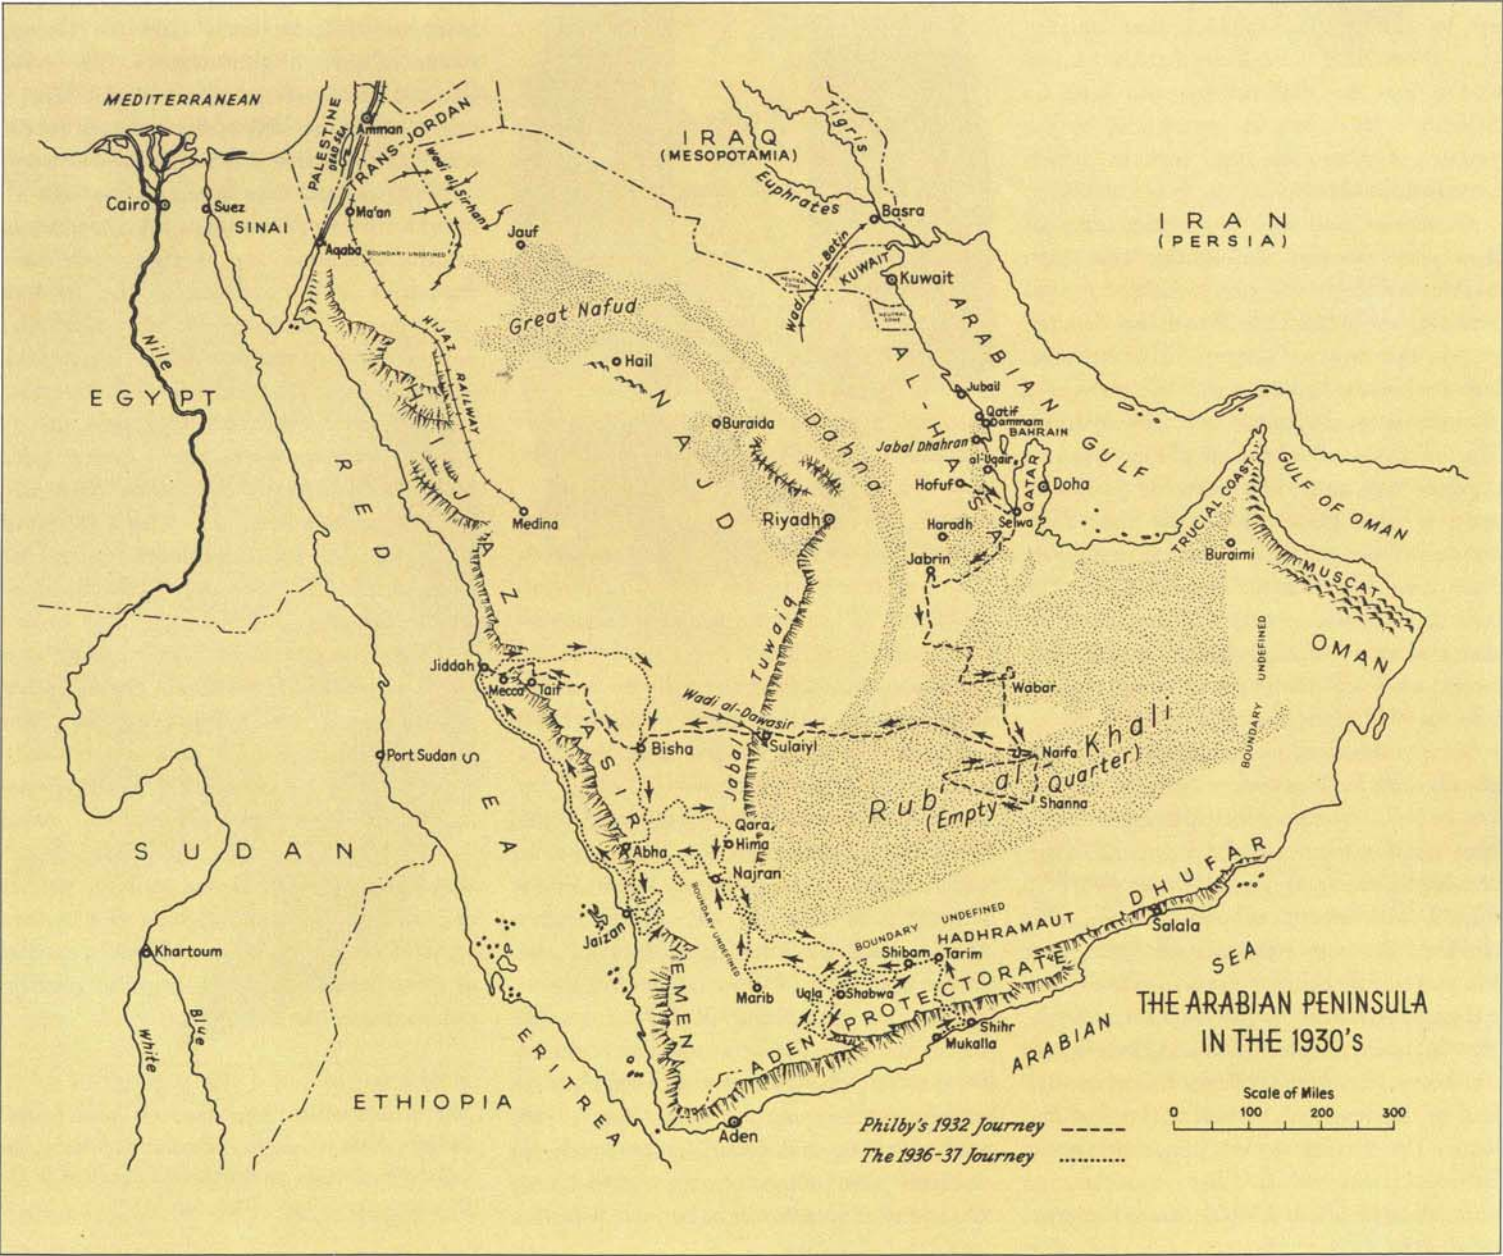 MEDITERRANEAN
PALESTINE
DEAD SEA
Amman
TRANS-JORDAN
Wadi al Sirhan
IRAQ
(MESOPOTAMIA)
Tigris
Euphrates
Basra
IRAN
(PERSIA)
Cairo
Suez
SINAI
Ma'an
Aqaba
BOUNDARY UNDEFINED
Jauf
Wadi al-Batin
NEUTRAL
ZONE
KUWAIT
Kuwait
NEUTRAL
ZONE
Great Nafud
Nile
EGYPT
HIJAZ RAILWAY
HIJAZ
Hail
NAJD
Buraida
Dahna
AL-HASA
ARABIAN GULF
Jubail
Qatif
Dammam
BAHRAIN
Jabal Dhahran
al-Uqair
Hofuf
QATAR
Doha
Selwa
Haradh
Jabrin
Riyadh
Medina
TRUCIAL COAST
GULF OF OMAN
Buraimi
MUSCAT
OMAN
BOUNDARY UNDEFINED
RED SEA
Jiddah
Mecca
Taif
Jabal Tuwaiq
Wadi al-Dawasir
Sulaiyl
Bisha
Wabar
Naifa
Rub' al Khali
(Empty Quarter)
Shanna
Port Sudan
'ASIR
Qara
Hima
Abha
Najran
BOUNDARY UNDEFINED
SUDAN
Khartoum
White
Blue
Jaizan
YEMEN
Marib
BOUNDARY UNDEFINED
HADHRAMAUT
Shibam
Tarim
Uqla
Shabwa
ADEN PROTECTORATE
Shihr
Mukalla
DHUFAR
Salala
ARABIAN SEA
ERITREA
ETHIOPIA
Aden
THE ARABIAN PENINSULA
IN THE 1930's
Scale of Miles
0 100 200 300
Philby's 1932 Journey
The 1936-37 Journey